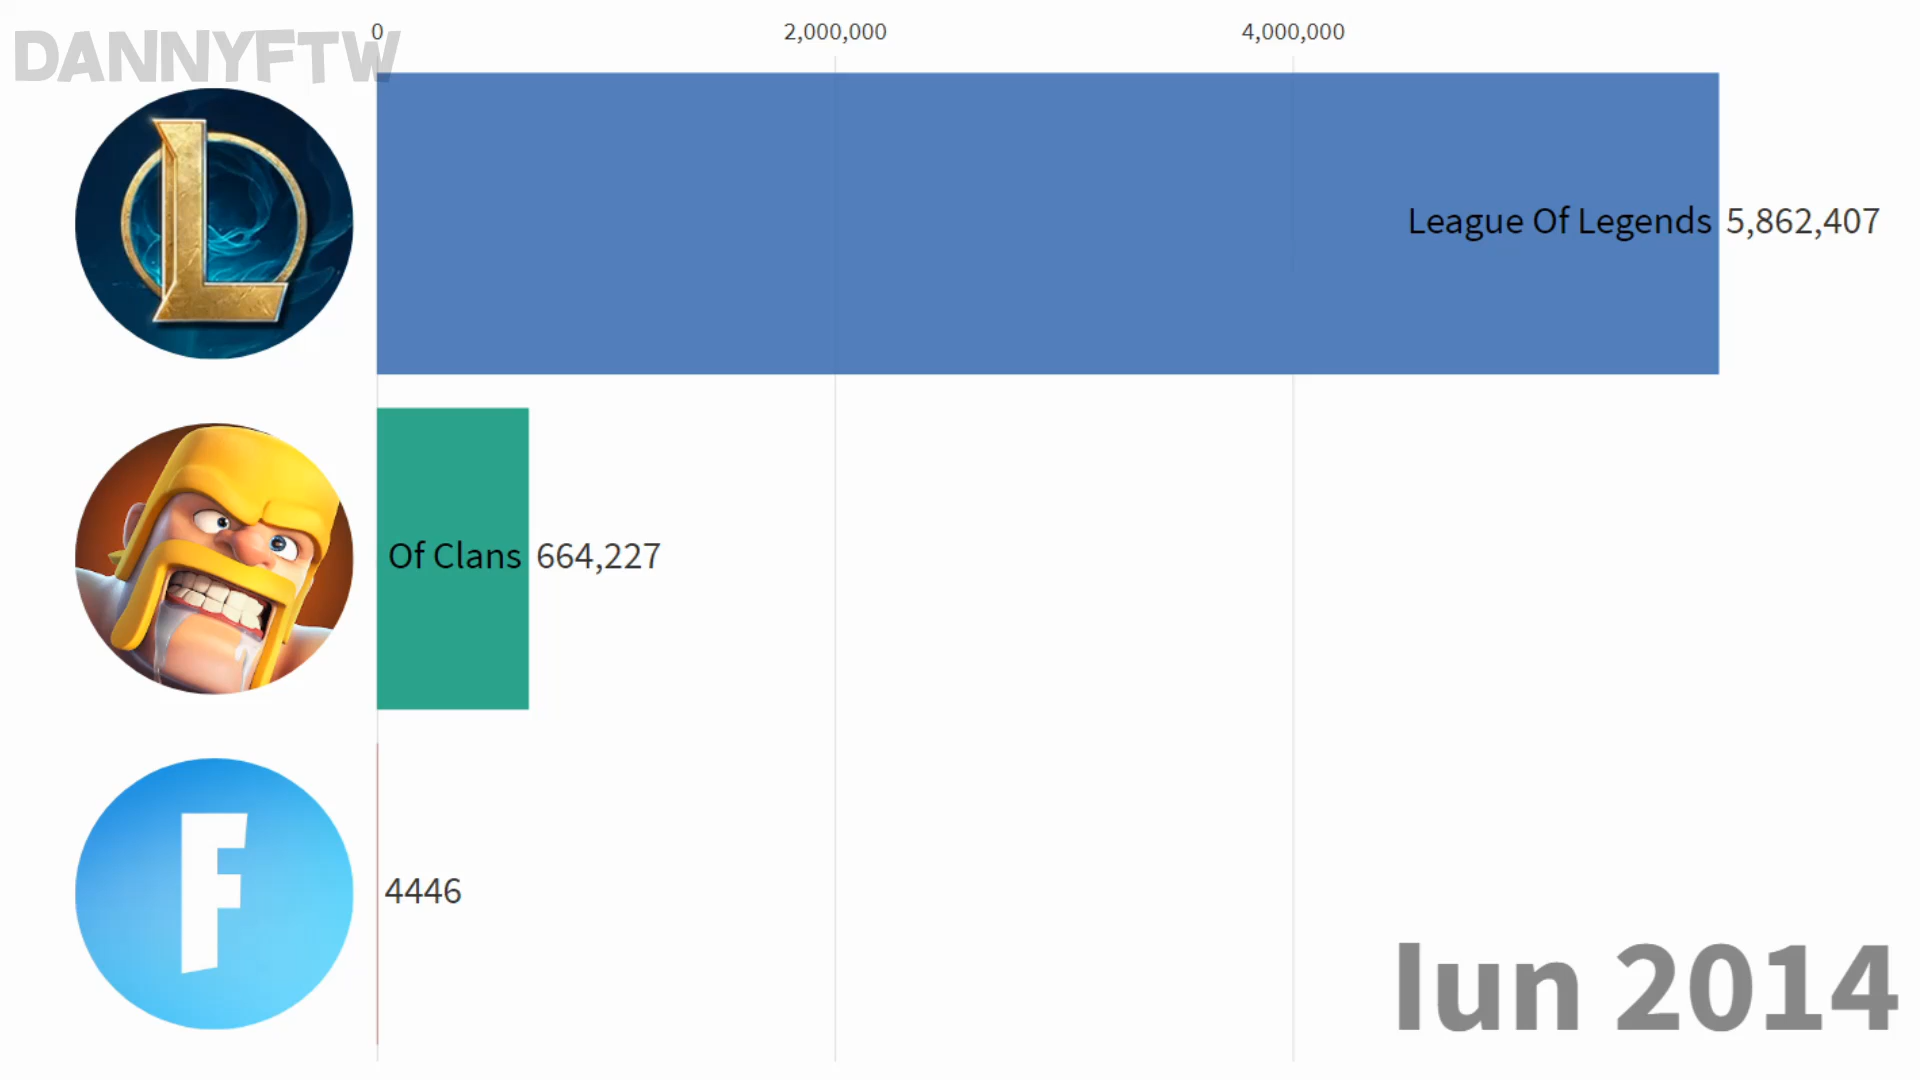 DANNYFTW
0 2,000,000 4,000,000
League Of Legends 5,862,407
Of Clans 664,227
F
4446
Iun 2014